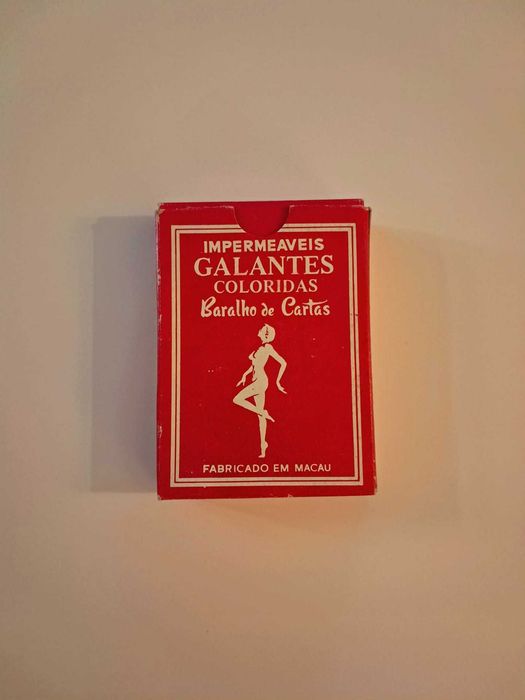 IMPERMEAVEIS
GALANTES
COLORIDAS
Baralho de Cartas
FABRICADO EM MACAU